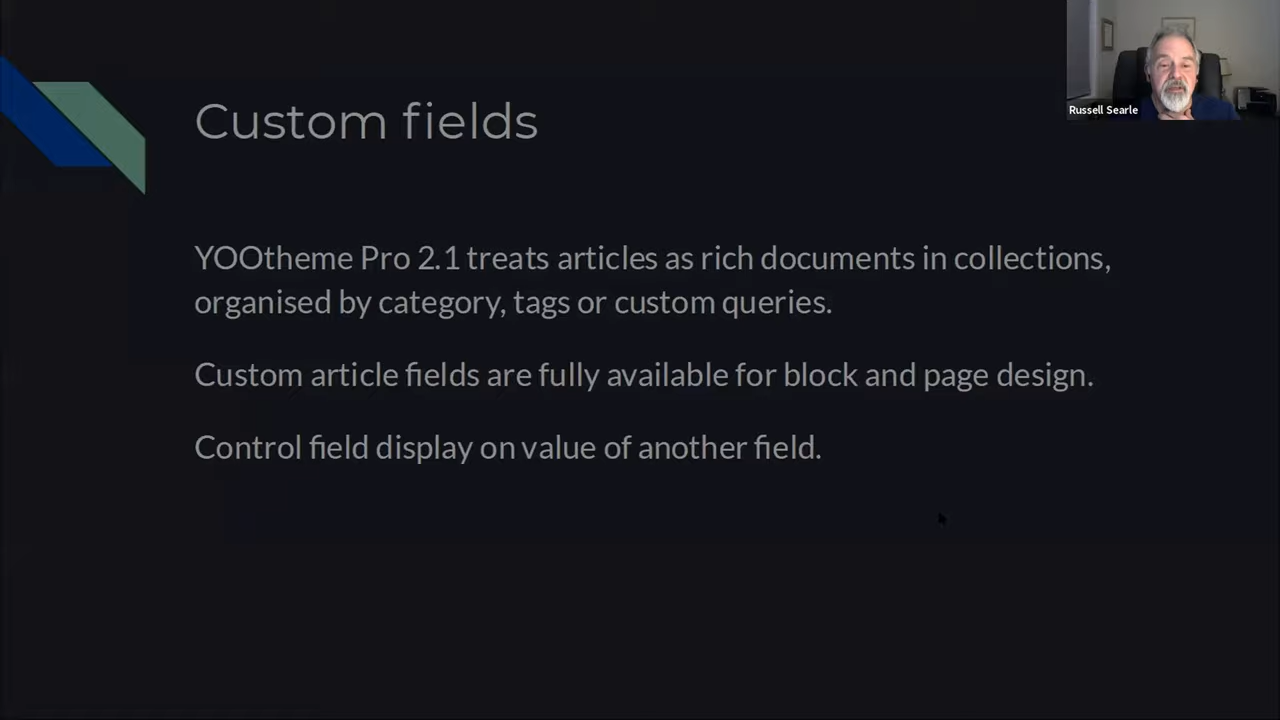 Russell Searle
Custom fields
YOOtheme Pro 2.1 treats articles as rich documents in collections,
organised by category, tags or custom queries.
Custom article fields are fully available for block and page design.
Control field display on value of another field.